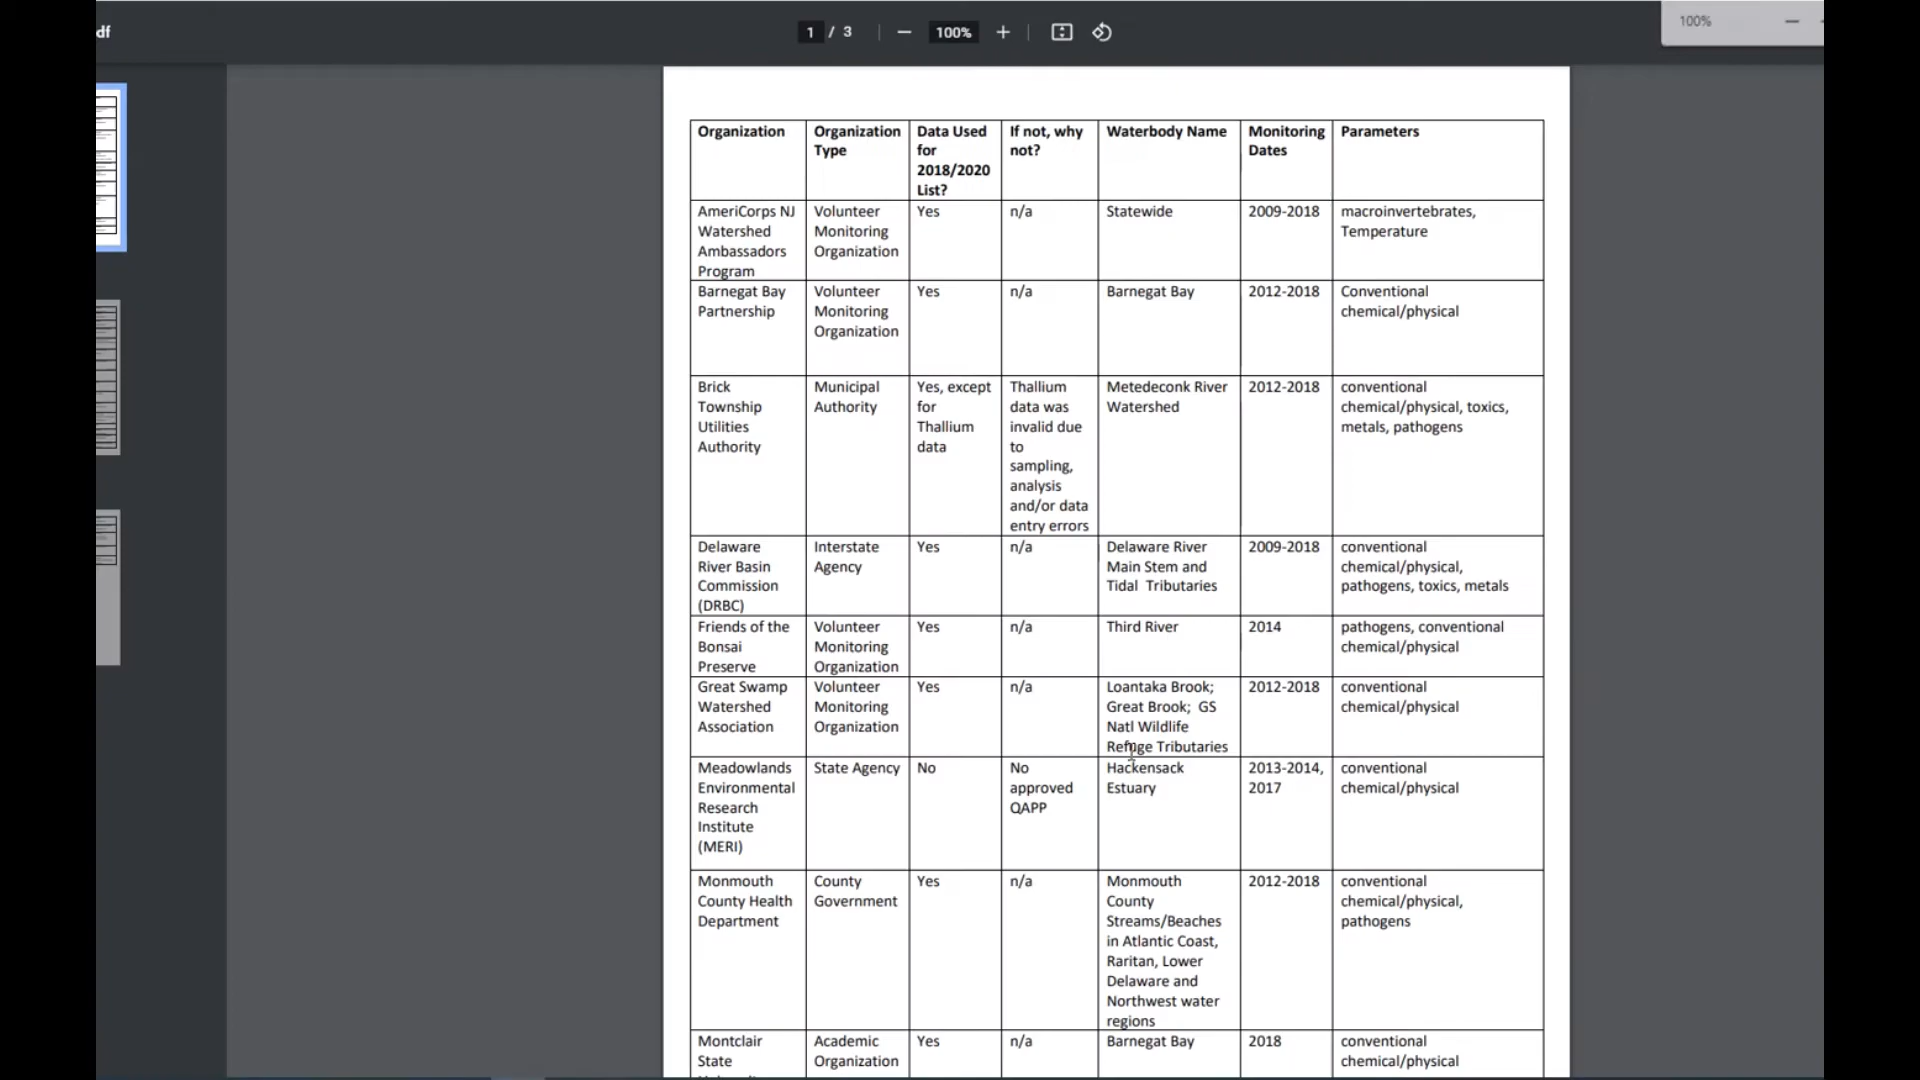 df
1 / 3
100%
100%
Organization
Organization Type
Data Used for 2018/2020 List?
If not, why not?
Waterbody Name
Monitoring Dates
Parameters
AmeriCorps NJ Watershed Ambassadors Program
Volunteer Monitoring Organization
Yes
n/a
Statewide
2009-2018
macroinvertebrates, Temperature
Barnegat Bay Partnership
Volunteer Monitoring Organization
Yes
n/a
Barnegat Bay
2012-2018
Conventional chemical/physical
Brick Township Utilities Authority
Municipal Authority
Yes, except for Thallium data
Thallium data was invalid due to sampling, analysis and/or data entry errors
Metedeconk River Watershed
2012-2018
conventional chemical/physical, toxics, metals, pathogens
Delaware River Basin Commission (DRBC)
Interstate Agency
Yes
n/a
Delaware River Main Stem and Tidal Tributaries
2009-2018
conventional chemical/physical, pathogens, toxics, metals
Friends of the Bonsai Preserve
Volunteer Monitoring Organization
Yes
n/a
Third River
2014
pathogens, conventional chemical/physical
Great Swamp Watershed Association
Volunteer Monitoring Organization
Yes
n/a
Loantaka Brook; Great Brook; GS Natl Wildlife Refuge Tributaries
2012-2018
conventional chemical/physical
Meadowlands Environmental Research Institute (MERI)
State Agency
No
No approved QAPP
Hackensack Estuary
2013-2014, 2017
conventional chemical/physical
Monmouth County Health Department
County Government
Yes
n/a
Monmouth County Streams/Beaches in Atlantic Coast, Raritan, Lower Delaware and Northwest water regions
2012-2018
conventional chemical/physical, pathogens
Montclair State
Academic Organization
Yes
n/a
Barnegat Bay
2018
conventional chemical/physical